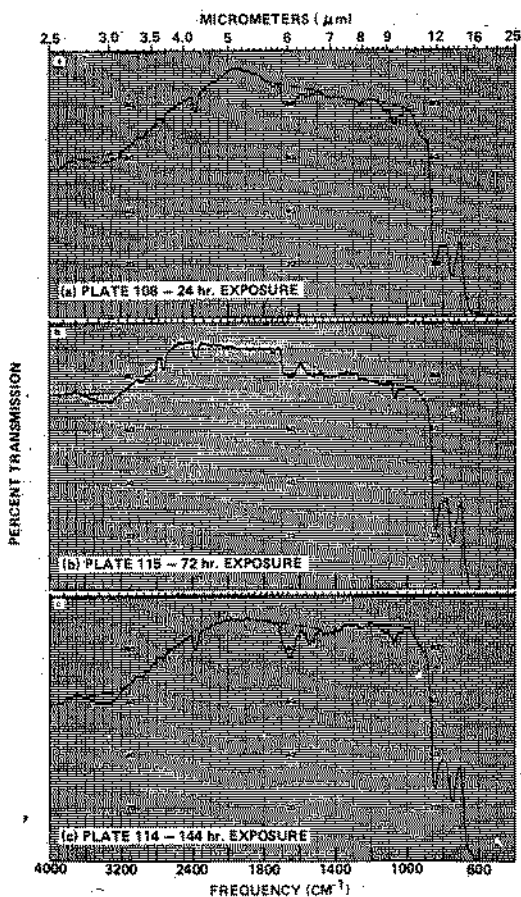 MICROMETERS ( μm)
2.5 3.0 3.5 4.0 5 6 7 8 9 12 16 25
a
(a) PLATE 108 – 24 hr. EXPOSURE
b
(b) PLATE 115 – 72 hr. EXPOSURE
c
(c) PLATE 114 – 144 hr. EXPOSURE
PERCENT TRANSMISSION
4000 3200 2400 1800 1400 1000 600
FREQUENCY (CM⁻¹)